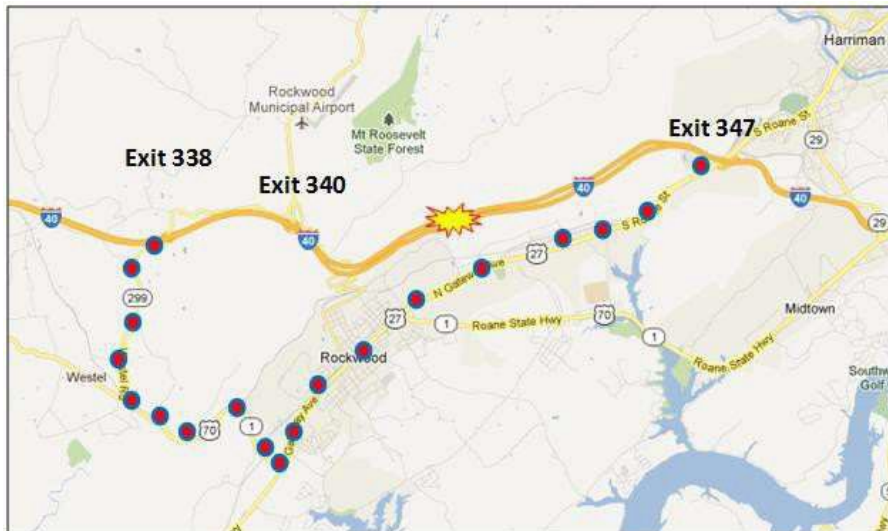 Harriman
Rockwood
Municipal Airport
Mt Roosevelt
State Forest
Exit 347
S Roane St
29
Exit 338
Exit 340
40
40
40
40
29
299
S Roane St
27
N Gateway Ave
27
1
Roane State Hwy
70
1
Midtown
Roane State Hwy
Rockwood
Westel
70
1
Southw
Golf